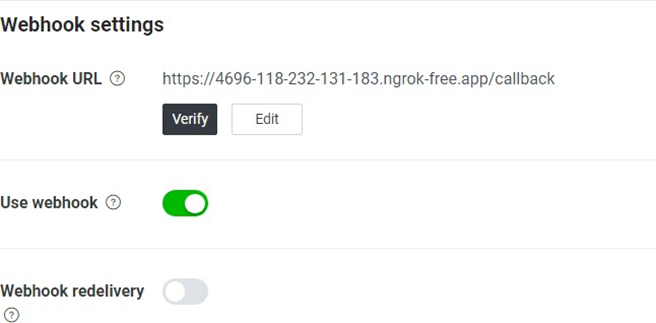 Webhook settings
Webhook URL ? https://4696-118-232-131-183.ngrok-free.app/callback
Verify Edit
Use webhook ?
Webhook redelivery
?